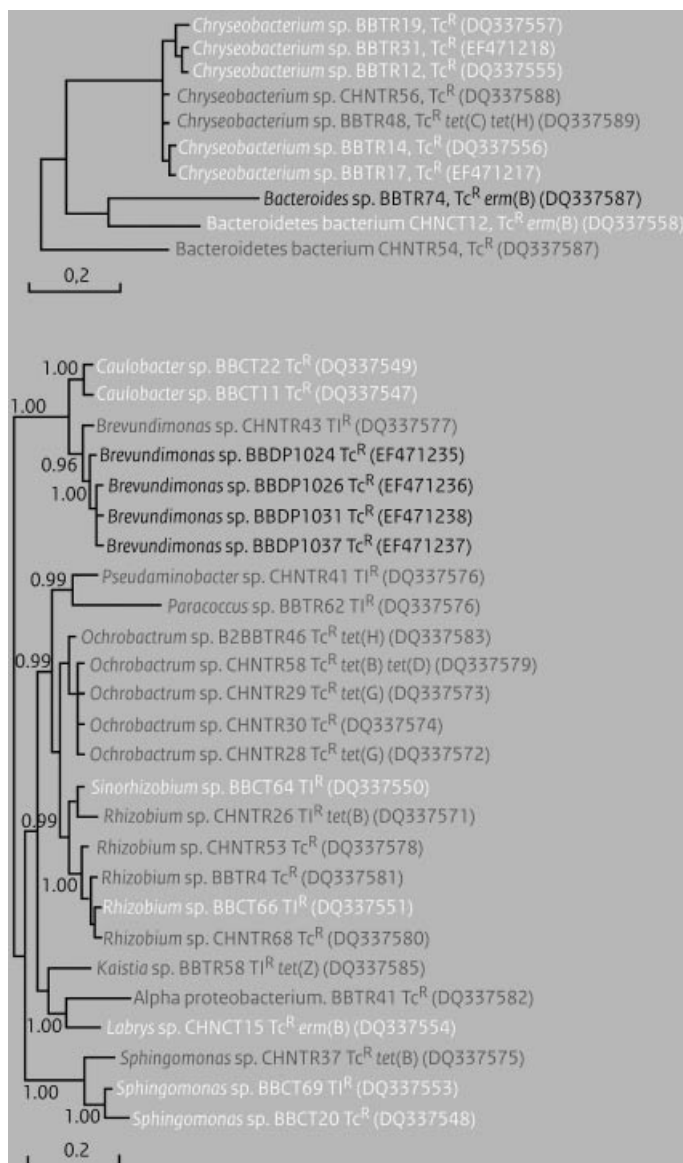 Chryseobacterium sp. BBTR19, TcR (DQ337557)
Chryseobacterium sp. BBTR31, TcR (EF471218)
Chryseobacterium sp. BBTR12, TcR (DQ337555)
Chryseobacterium sp. CHNTR56, TcR (DQ337588)
Chryseobacterium sp. BBTR48, TcR tet(C) tet(H) (DQ337589)
Chryseobacterium sp. BBTR14, TcR (DQ337556)
Chryseobacterium sp. BBTR17, TcR (EF471217)
Bacteroides sp. BBTR74, TcR erm(B) (DQ337587)
Bacteroidetes bacterium CHNCT12, TcR erm(B) (DQ337558)
Bacteroidetes bacterium CHNTR54, TcR (DQ337587)
0,2
1.00 Caulobacter sp. BBCT22 TcR (DQ337549)
Caulobacter sp. BBCT11 TcR (DQ337547)
1.00
Brevundimonas sp. CHNTR43 TIR (DQ337577)
Brevundimonas sp. BBDP1024 TcR (EF471235)
0.96
Brevundimonas sp. BBDP1026 TcR (EF471236)
1.00
Brevundimonas sp. BBDP1031 TcR (EF471238)
Brevundimonas sp. BBDP1037 TcR (EF471237)
0.99 Pseudaminobacter sp. CHNTR41 TIR (DQ337576)
Paracoccus sp. BBTR62 TIR (DQ337576)
Ochrobactrum sp. B2BBTR46 TcR tet(H) (DQ337583)
0.99 Ochrobactrum sp. CHNTR58 TcR tet(B) tet(D) (DQ337579)
Ochrobactrum sp. CHNTR29 TcR tet(G) (DQ337573)
Ochrobactrum sp. CHNTR30 TcR (DQ337574)
Ochrobactrum sp. CHNTR28 TcR tet(G) (DQ337572)
Sinorhizobium sp. BBCT64 TIR (DQ337550)
0.99 Rhizobium sp. CHNTR26 TIR tet(B) (DQ337571)
Rhizobium sp. CHNTR53 TcR (DQ337578)
1.00 Rhizobium sp. BBTR4 TcR (DQ337581)
Rhizobium sp. BBCT66 TIR (DQ337551)
Rhizobium sp. CHNTR68 TcR (DQ337580)
Kaistia sp. BBTR58 TIR tet(Z) (DQ337585)
Alpha proteobacterium. BBTR41 TcR (DQ337582)
1.00 Labrys sp. CHNCT15 TcR erm(B) (DQ337554)
Sphingomonas sp. CHNTR37 TcR tet(B) (DQ337575)
1.00 Sphingomonas sp. BBCT69 TIR (DQ337553)
1.00 Sphingomonas sp. BBCT20 TcR (DQ337548)
0.2